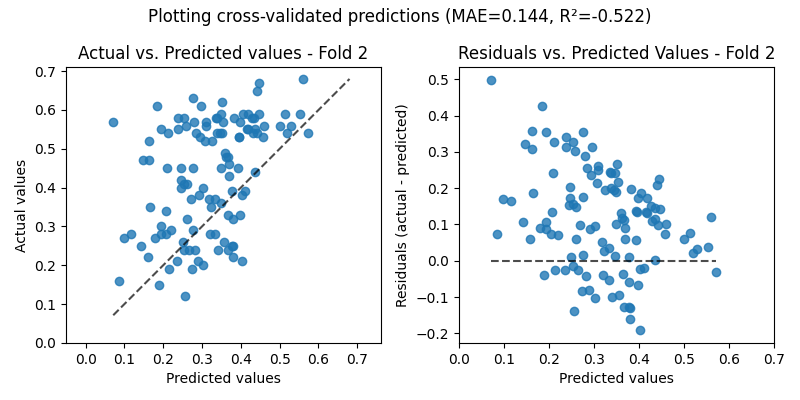 Plotting cross-validated predictions (MAE=0.144, R²=-0.522)
Actual vs. Predicted values - Fold 2
Actual values
0.7
0.6
0.5
0.4
0.3
0.2
0.1
0.0
0.0 0.1 0.2 0.3 0.4 0.5 0.6 0.7
Predicted values
Residuals vs. Predicted Values - Fold 2
Residuals (actual - predicted)
0.5
0.4
0.3
0.2
0.1
0.0
−0.1
−0.2
0.0 0.1 0.2 0.3 0.4 0.5 0.6 0.7
Predicted values